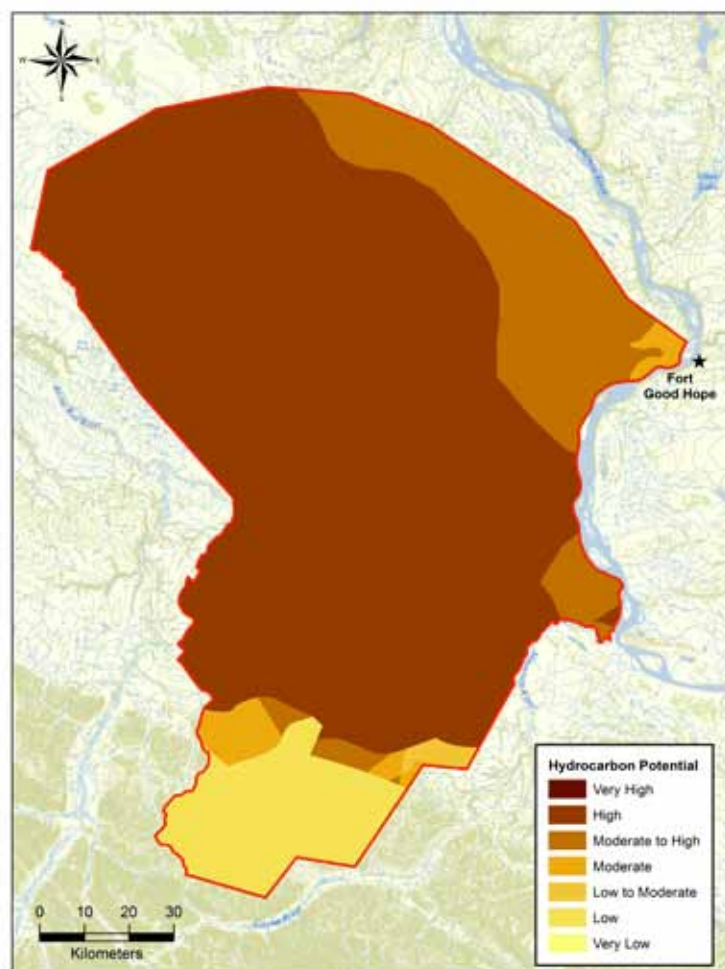 N
W
E
S
Fort
Good Hope
Hydrocarbon Potential
Very High
High
Moderate to High
Moderate
Low to Moderate
Low
Very Low
0 10 20 30
Kilometers